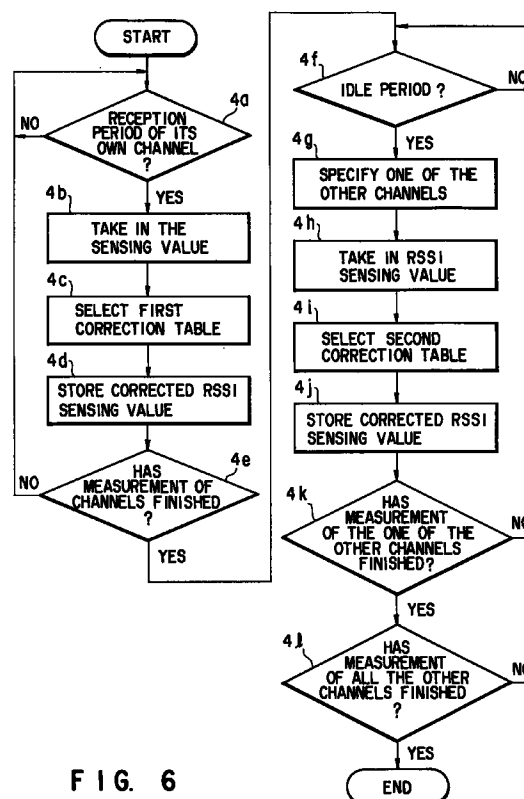 START
4a
RECEPTION
PERIOD OF ITS
OWN CHANNEL
?
NO
YES
4b
TAKE IN THE
SENSING VALUE
4c
SELECT FIRST
CORRECTION TABLE
4d
STORE CORRECTED RSSI
SENSING VALUE
4e
HAS
MEASUREMENT OF
CHANNELS FINISHED
?
NO
YES
4f
IDLE PERIOD ?
NO
YES
4g
SPECIFY ONE OF THE
OTHER CHANNELS
4h
TAKE IN RSSI
SENSING VALUE
4i
SELECT SECOND
CORRECTION TABLE
4j
STORE CORRECTED RSSI
SENSING VALUE
4k
HAS
MEASUREMENT
OF THE ONE OF THE
OTHER CHANNELS
FINISHED?
NO
YES
4l
HAS
MEASUREMENT
OF ALL THE OTHER
CHANNELS FINISHED
?
NO
YES
END
FIG. 6